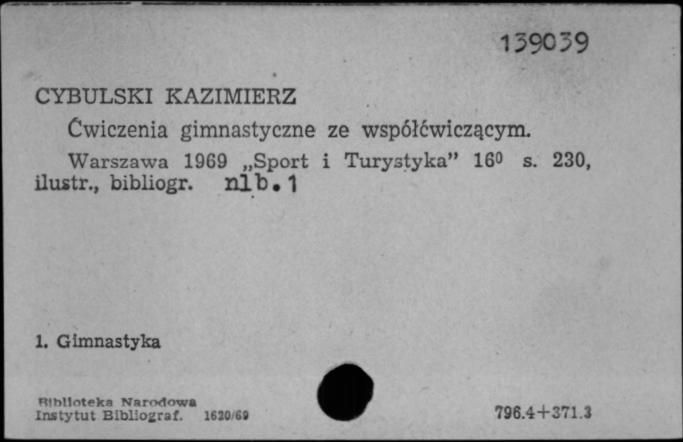 139039
CYBULSKI KAZIMIERZ
Ćwiczenia gimnastyczne ze współćwiczącym.
Warszawa 1969 „Sport i Turystyka” 16⁰ s. 230,
ilustr., bibliogr. nlb.1
1. Gimnastyka
Biblioteka Narodowa
Instytut Bibliograf. 1620/69
796.4+371.3